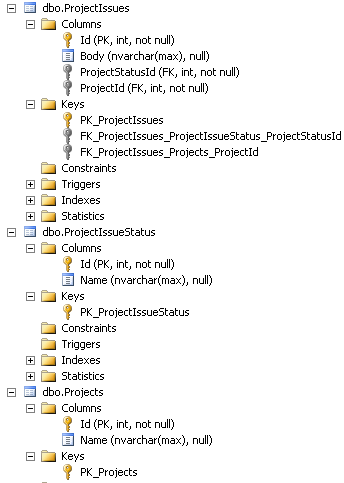 dbo.ProjectIssues
Columns
Id (PK, int, not null)
Body (nvarchar(max), null)
ProjectStatusId (FK, int, not null)
ProjectId (FK, int, not null)
Keys
PK_ProjectIssues
FK_ProjectIssues_ProjectIssueStatus_ProjectStatusId
FK_ProjectIssues_Projects_ProjectId
Constraints
Triggers
Indexes
Statistics
dbo.ProjectIssueStatus
Columns
Id (PK, int, not null)
Name (nvarchar(max), null)
Keys
PK_ProjectIssueStatus
Constraints
Triggers
Indexes
Statistics
dbo.Projects
Columns
Id (PK, int, not null)
Name (nvarchar(max), null)
Keys
PK_Projects